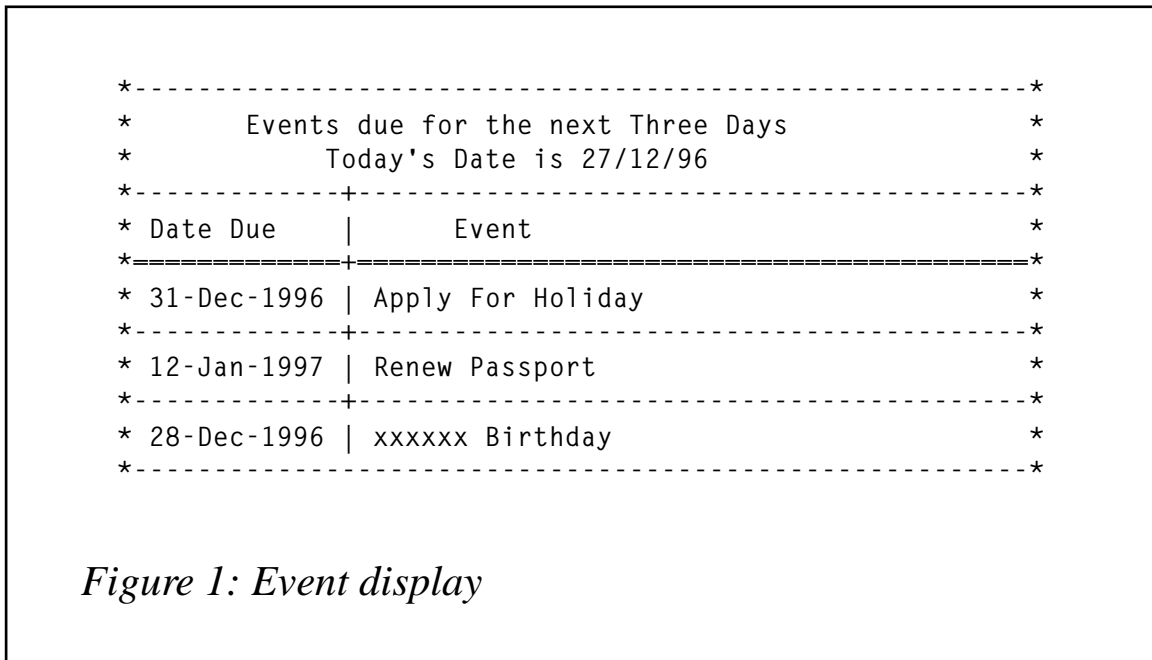 *--------------------------------------------------------*
*       Events due for the next Three Days               *
*            Today's Date is 27/12/96                    *
*-------------+------------------------------------------*
* Date Due    |      Event                               *
*=============+==========================================*
* 31-Dec-1996 | Apply For Holiday                        *
*-------------+------------------------------------------*
* 12-Jan-1997 | Renew Passport                           *
*-------------+------------------------------------------*
* 28-Dec-1996 | xxxxxx Birthday                          *
*--------------------------------------------------------*
Figure 1: Event display